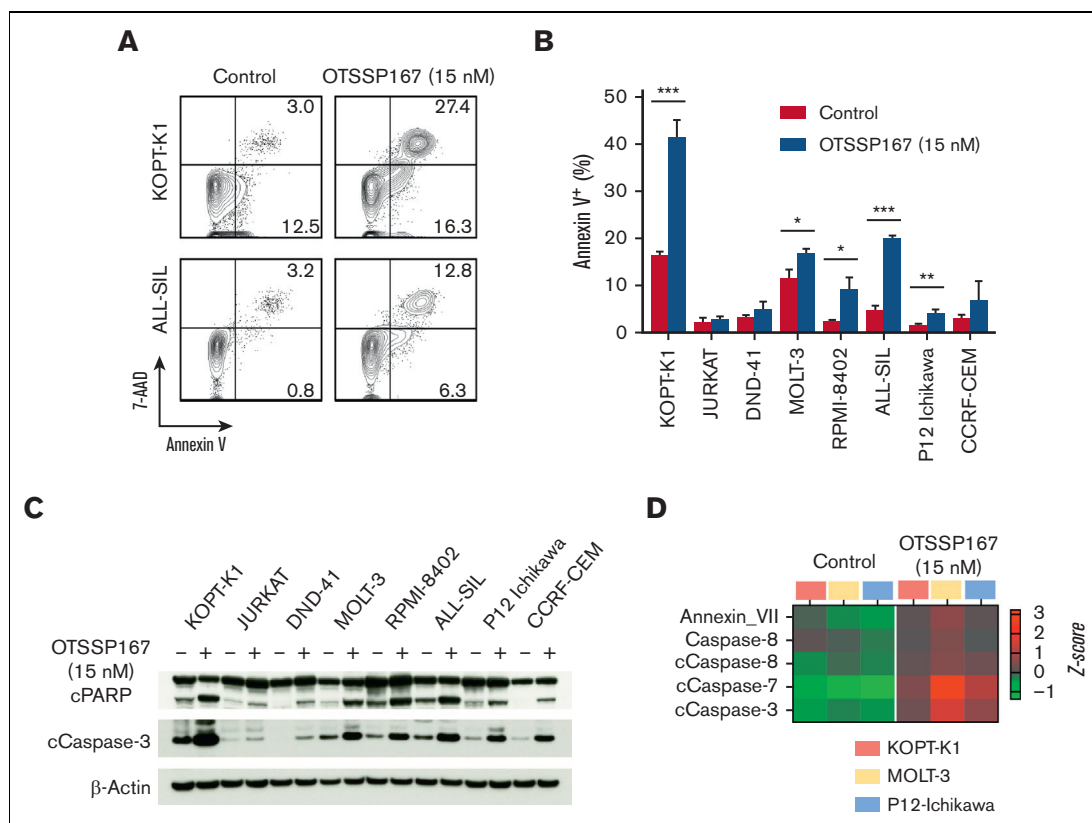 A
Control
OTSSP167 (15 nM)
KOPT-K1
3.0
12.5
27.4
16.3
ALL-SIL
3.2
0.8
12.8
6.3
7-AAD
Annexin V
B
Control
OTSSP167 (15 nM)
Annexin V⁺ (%)
50
40
30
20
10
0
***
*
*
***
**
KOPT-K1
JURKAT
DND-41
MOLT-3
RPMI-8402
ALL-SIL
P12 Ichikawa
CCRF-CEM
C
KOPT-K1
JURKAT
DND-41
MOLT-3
RPMI-8402
ALL-SIL
P12 Ichikawa
CCRF-CEM
OTSSP167 − + − + − + − + − + − + − + − +
(15 nM)
cPARP
cCaspase-3
β-Actin
D
Control
OTSSP167
(15 nM)
Annexin_VII
Caspase-8
cCaspase-8
cCaspase-7
cCaspase-3
3
2
1
0
−1
Z-score
KOPT-K1
MOLT-3
P12-Ichikawa